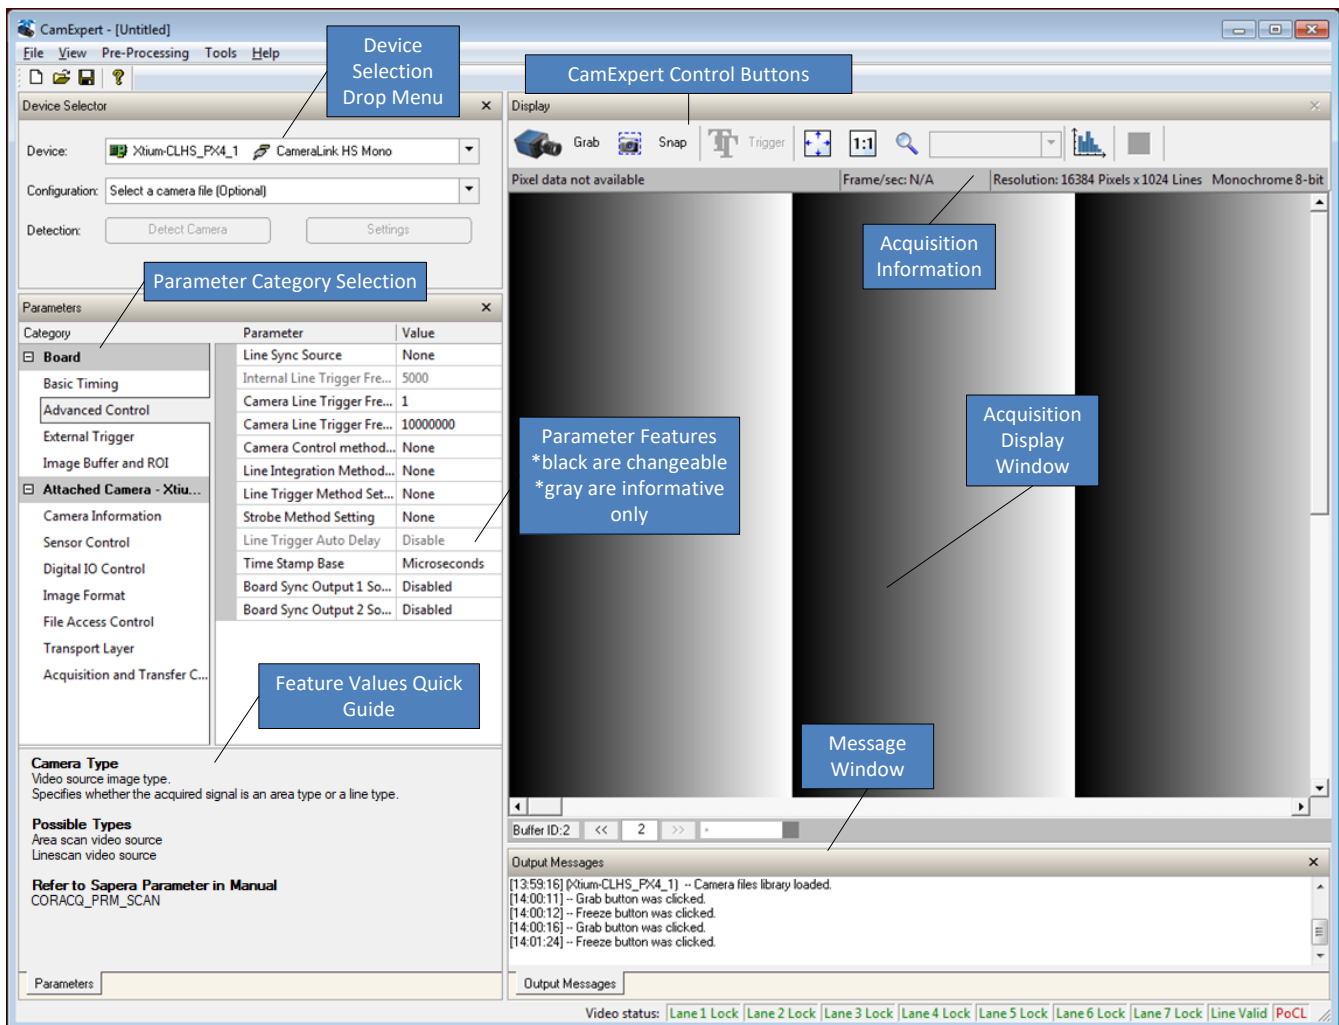 CamExpert - [Untitled]
File View Pre-Processing Tools Help
Device
Selection
Drop Menu
CamExpert Control Buttons
Device Selector
Device: Xtium-CLHS_PX4_1 CameraLink HS Mono
Configuration: Select a camera file (Optional)
Detection: Detect Camera Settings
Parameter Category Selection
Display
Grab Snap Trigger 1:1
Pixel data not available Frame/sec: N/A Resolution: 16384 Pixels x 1024 Lines Monochrome 8-bit
Acquisition
Information
Parameters
Category Parameter Value
Board
Basic Timing
Advanced Control
External Trigger
Image Buffer and ROI
Attached Camera - Xtiu...
Camera Information
Sensor Control
Digital IO Control
Image Format
File Access Control
Transport Layer
Acquisition and Transfer C...
Line Sync Source None
Internal Line Trigger Fre... 5000
Camera Line Trigger Fre... 1
Camera Line Trigger Fre... 10000000
Camera Control method... None
Line Integration Method... None
Line Trigger Method Set... None
Strobe Method Setting None
Line Trigger Auto Delay Disable
Time Stamp Base Microseconds
Board Sync Output 1 So... Disabled
Board Sync Output 2 So... Disabled
Parameter Features
*black are changeable
*gray are informative
only
Acquisition
Display
Window
Feature Values Quick
Guide
Message
Window
Camera Type
Video source image type.
Specifies whether the acquired signal is an area type or a line type.
Possible Types
Area scan video source
Linescan video source
Refer to Sapera Parameter in Manual
CORACQ_PRM_SCAN
Parameters
Buffer ID:2 << 2 >>
Output Messages
[13:59:16] (Xtium-CLHS_PX4_1) -- Camera files library loaded.
[14:00:11] -- Grab button was clicked.
[14:00:12] -- Freeze button was clicked.
[14:00:16] -- Grab button was clicked.
[14:01:24] -- Freeze button was clicked.
Output Messages
Video status: Lane 1 Lock Lane 2 Lock Lane 3 Lock Lane 4 Lock Lane 5 Lock Lane 6 Lock Lane 7 Lock Line Valid PoCL